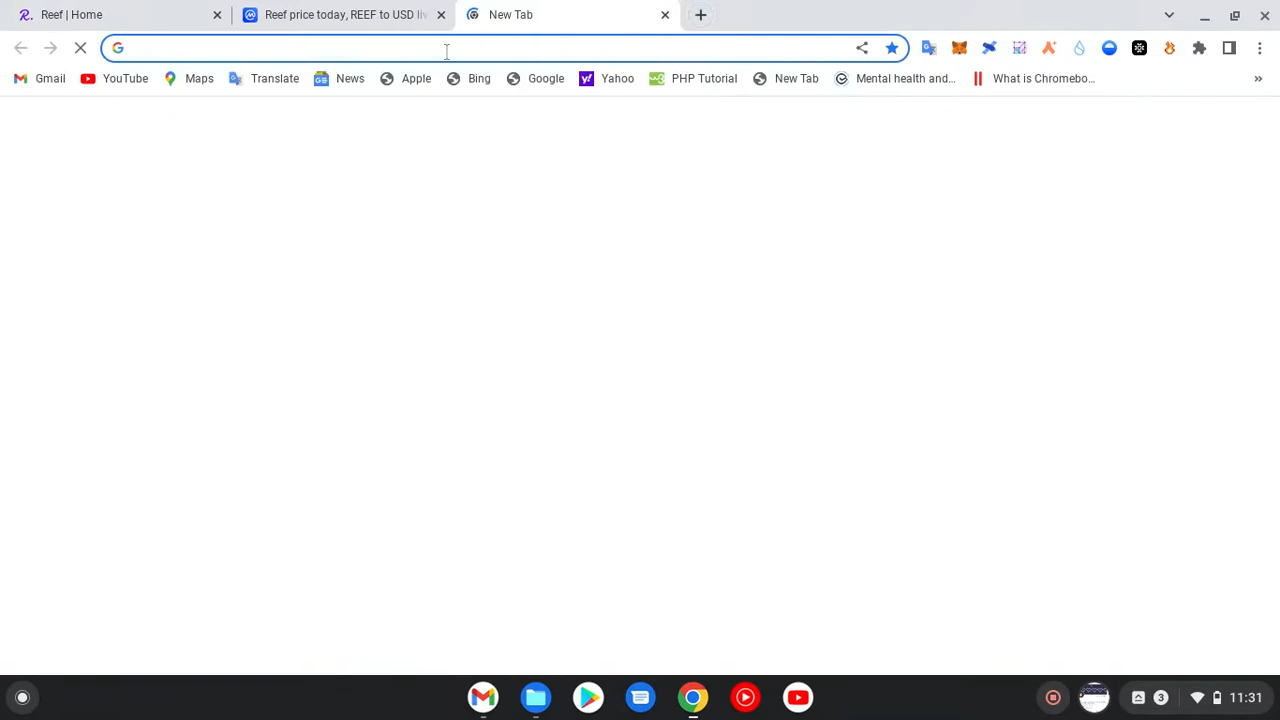 Reef | Home
Reef price today, REEF to USD liv
New Tab
Gmail
YouTube
Maps
Translate
News
Apple
Bing
Google
Yahoo
PHP Tutorial
New Tab
Mental health and...
What is Chromebo...
3
11:31